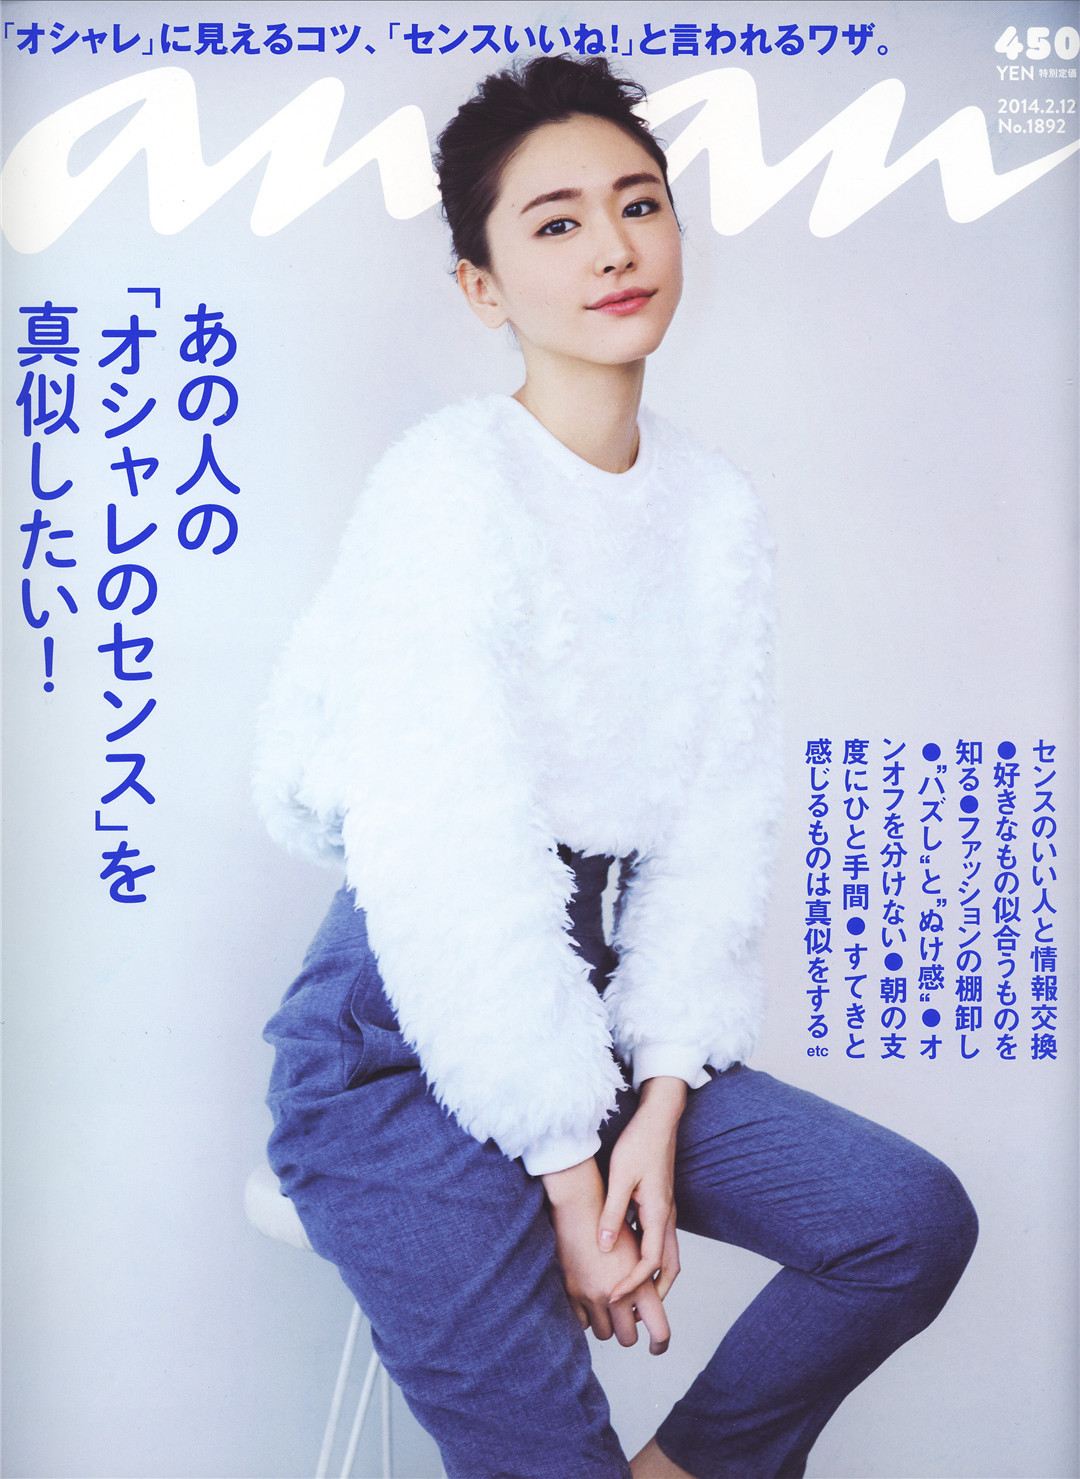 「オシャレ」に見えるコツ、「センスいいね!」と言われるワザ。
anan
450
YEN 特別定価
2014.2.12
No.1892
あの人の
「オシャレのセンス」を
真似したい!
センスのいい人と情報交換
●好きなもの似合うものを
知る●ファッションの棚卸し
●"ハズし"と"ぬけ感"●オ
ンオフを分けない●朝の支
度にひと手間●すてきと
感じるものは真似をする etc